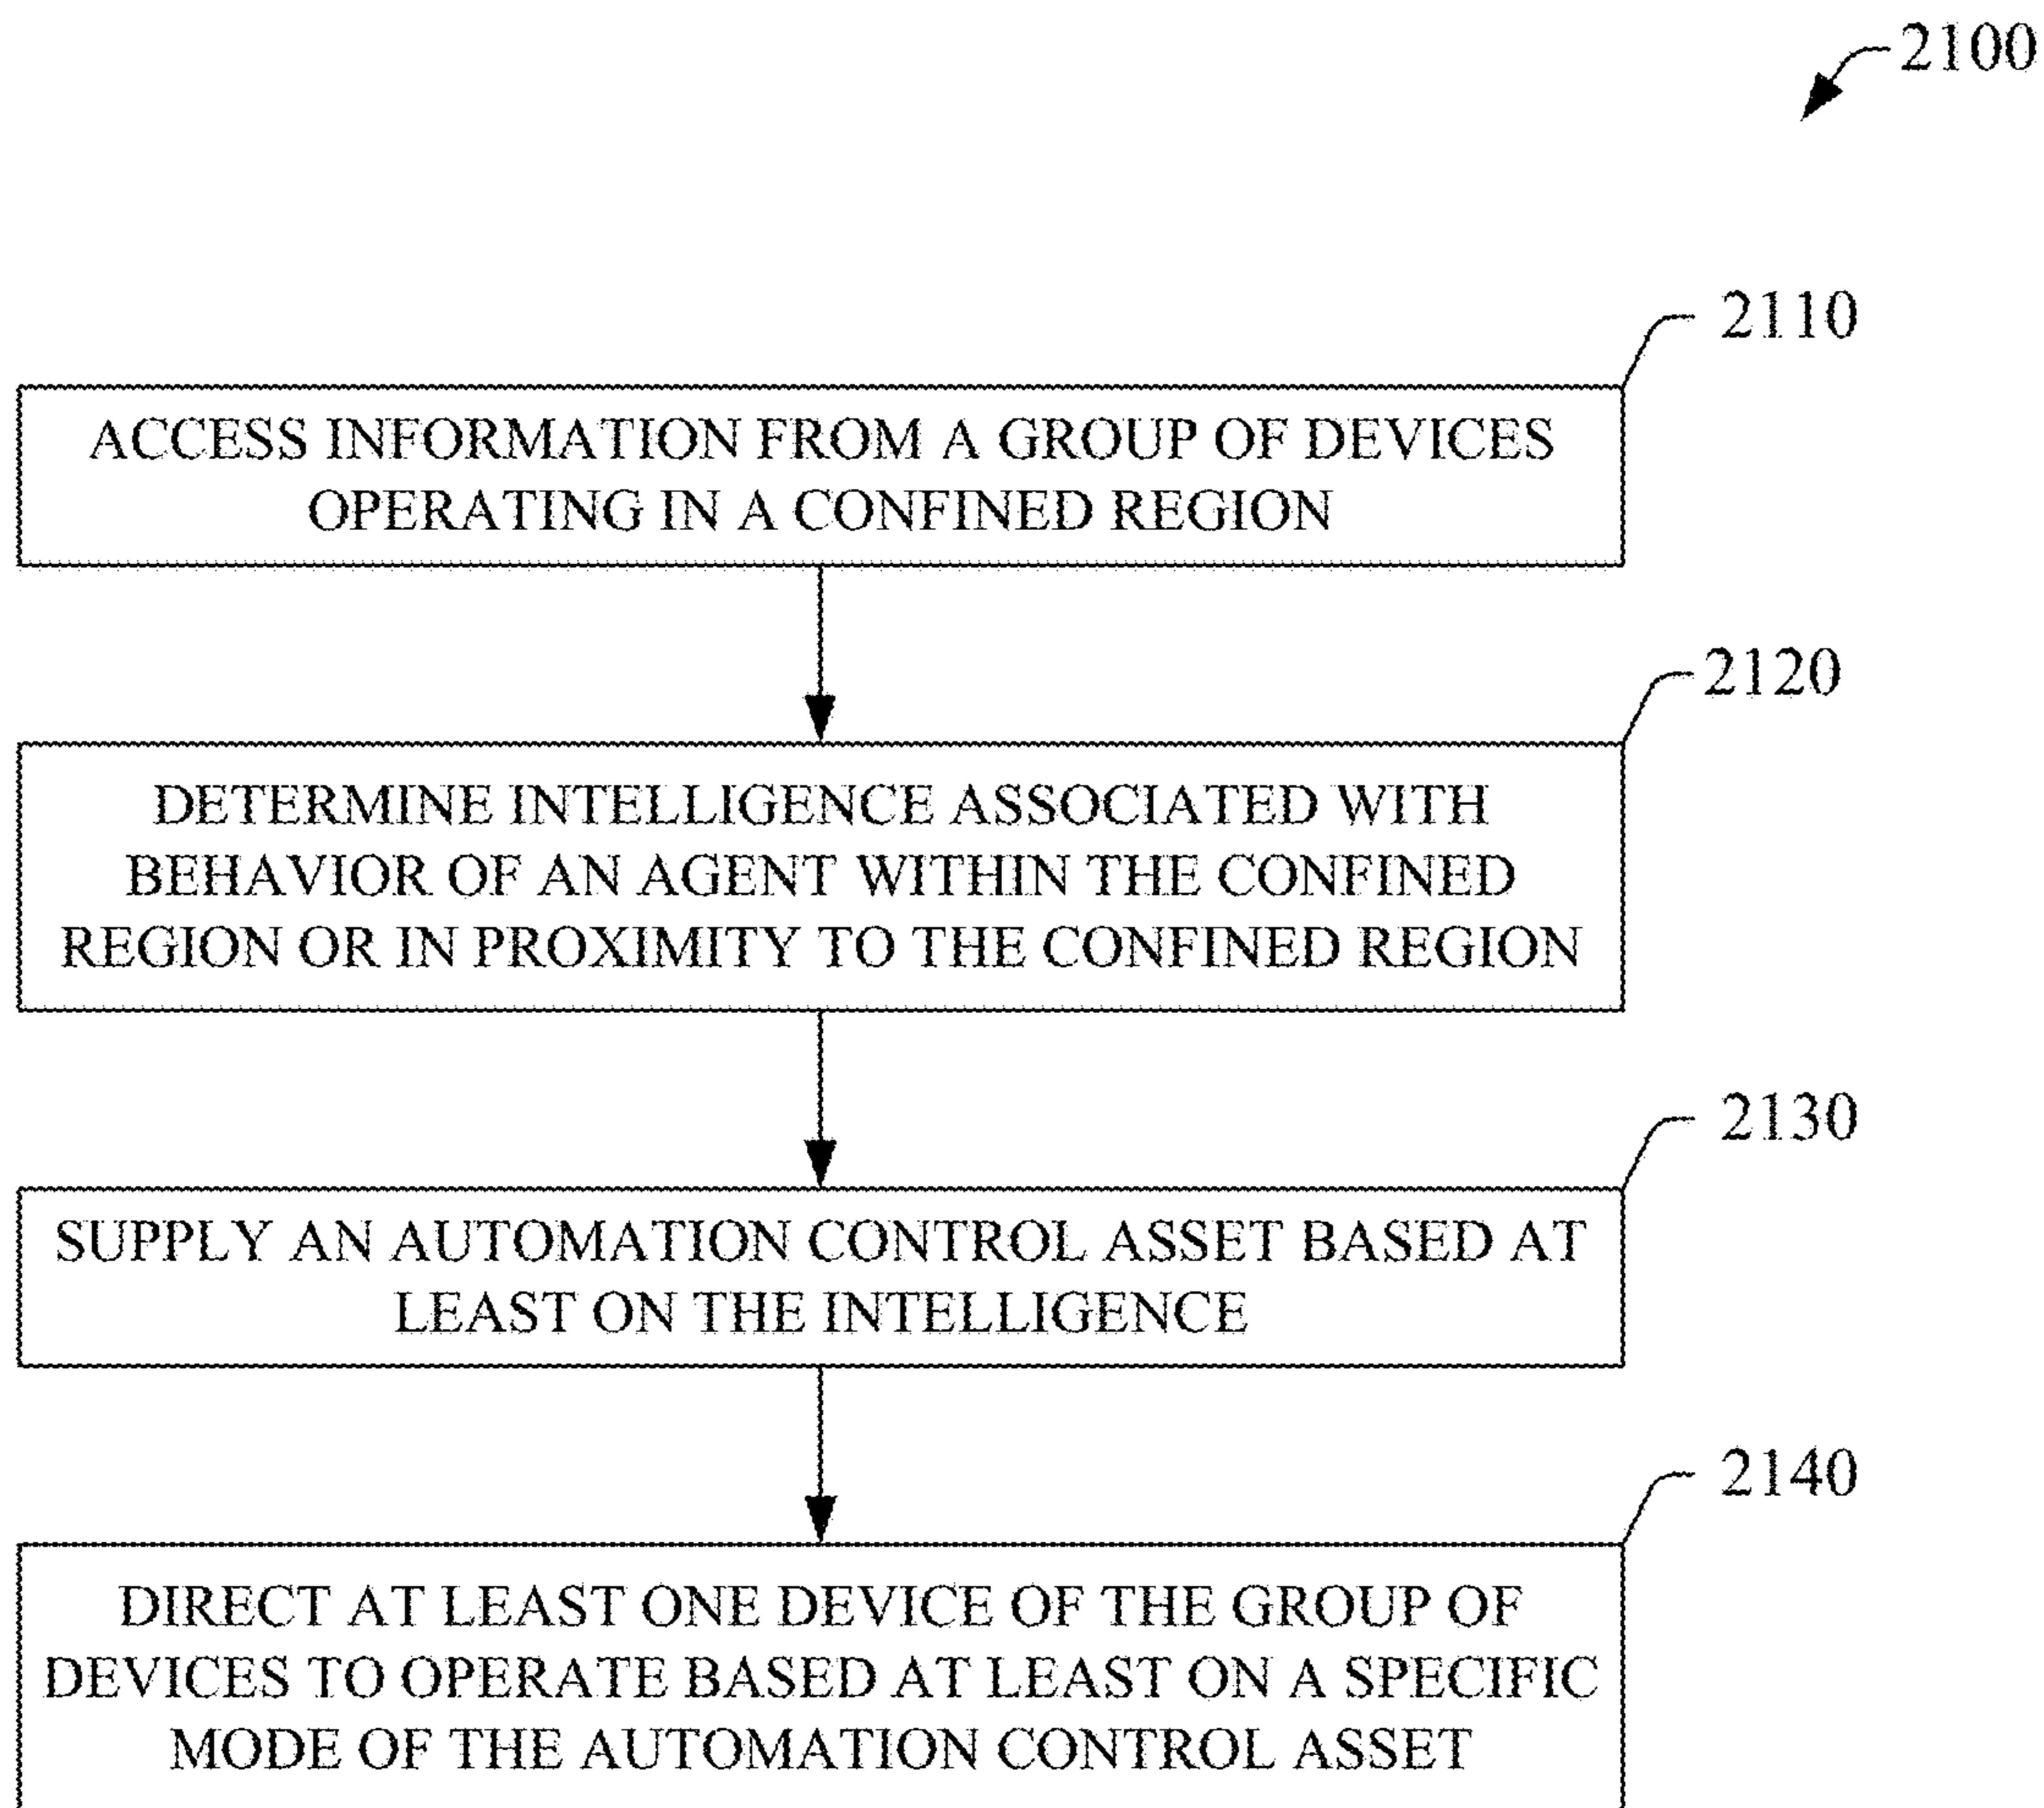 2100
2110
ACCESS INFORMATION FROM A GROUP OF DEVICES
OPERATING IN A CONFINED REGION
2120
DETERMINE INTELLIGENCE ASSOCIATED WITH
BEHAVIOR OF AN AGENT WITHIN THE CONFINED
REGION OR IN PROXIMITY TO THE CONFINED REGION
2130
SUPPLY AN AUTOMATION CONTROL ASSET BASED AT
LEAST ON THE INTELLIGENCE
2140
DIRECT AT LEAST ONE DEVICE OF THE GROUP OF
DEVICES TO OPERATE BASED AT LEAST ON A SPECIFIC
MODE OF THE AUTOMATION CONTROL ASSET